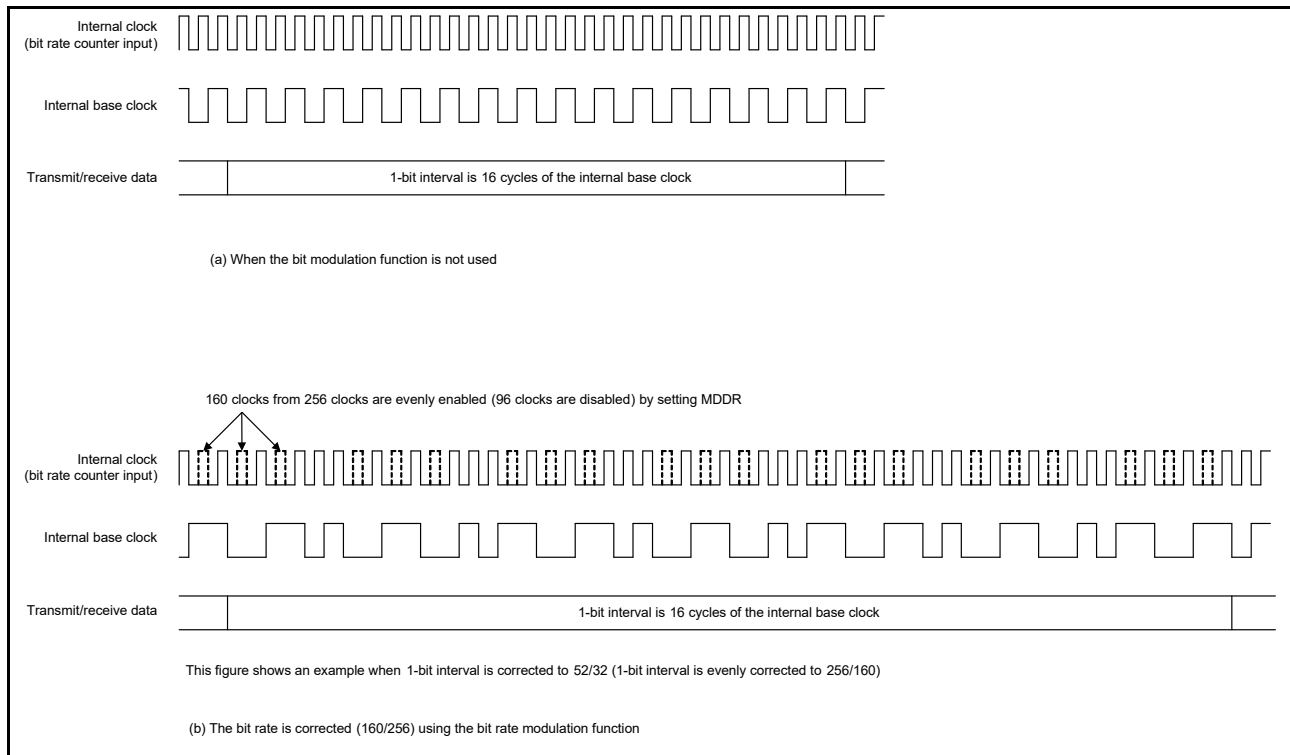 Internal clock
(bit rate counter input)
Internal base clock
Transmit/receive data
1-bit interval is 16 cycles of the internal base clock
(a) When the bit modulation function is not used
160 clocks from 256 clocks are evenly enabled (96 clocks are disabled) by setting MDDR
Internal clock
(bit rate counter input)
Internal base clock
Transmit/receive data
1-bit interval is 16 cycles of the internal base clock
This figure shows an example when 1-bit interval is corrected to 52/32 (1-bit interval is evenly corrected to 256/160)
(b) The bit rate is corrected (160/256) using the bit rate modulation function